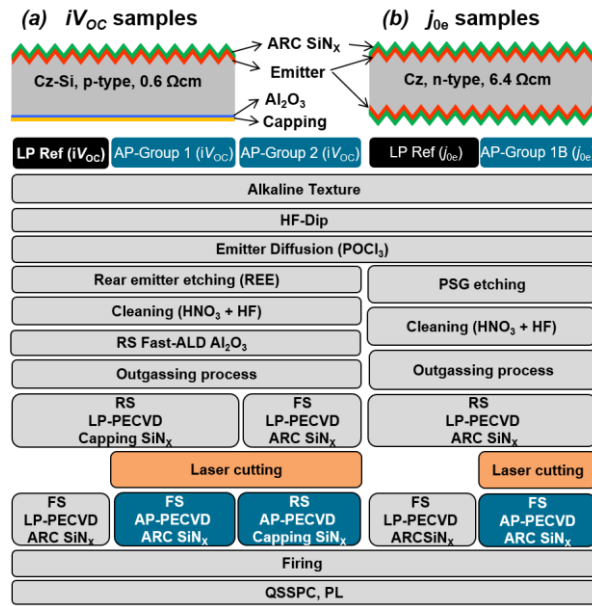 (a) iVOC samples
(b) j0e samples
ARC SiNX
Emitter
Cz-Si, p-type, 0.6 Ωcm
Cz, n-type, 6.4 Ωcm
Al2O3
Capping
LP Ref (iVOC)
AP-Group 1 (iVOC)
AP-Group 2 (iVOC)
LP Ref (j0e)
AP-Group 1B (j0e
Alkaline Texture
HF-Dip
Emitter Diffusion (POCl3)
Rear emitter etching (REE)
PSG etching
Cleaning (HNO3 + HF)
Cleaning (HNO3 + HF)
RS Fast-ALD Al2O3
Outgassing process
Outgassing process
RS
LP-PECVD
Capping SiNX
FS
LP-PECVD
ARC SiNX
RS
LP-PECVD
ARC SiNX
Laser cutting
Laser cutting
FS
LP-PECVD
ARC SiNX
FS
AP-PECVD
ARC SiNX
RS
AP-PECVD
Capping SiNX
FS
LP-PECVD
ARCSiNX
FS
AP-PECVD
ARC SiNX
Firing
QSSPC, PL